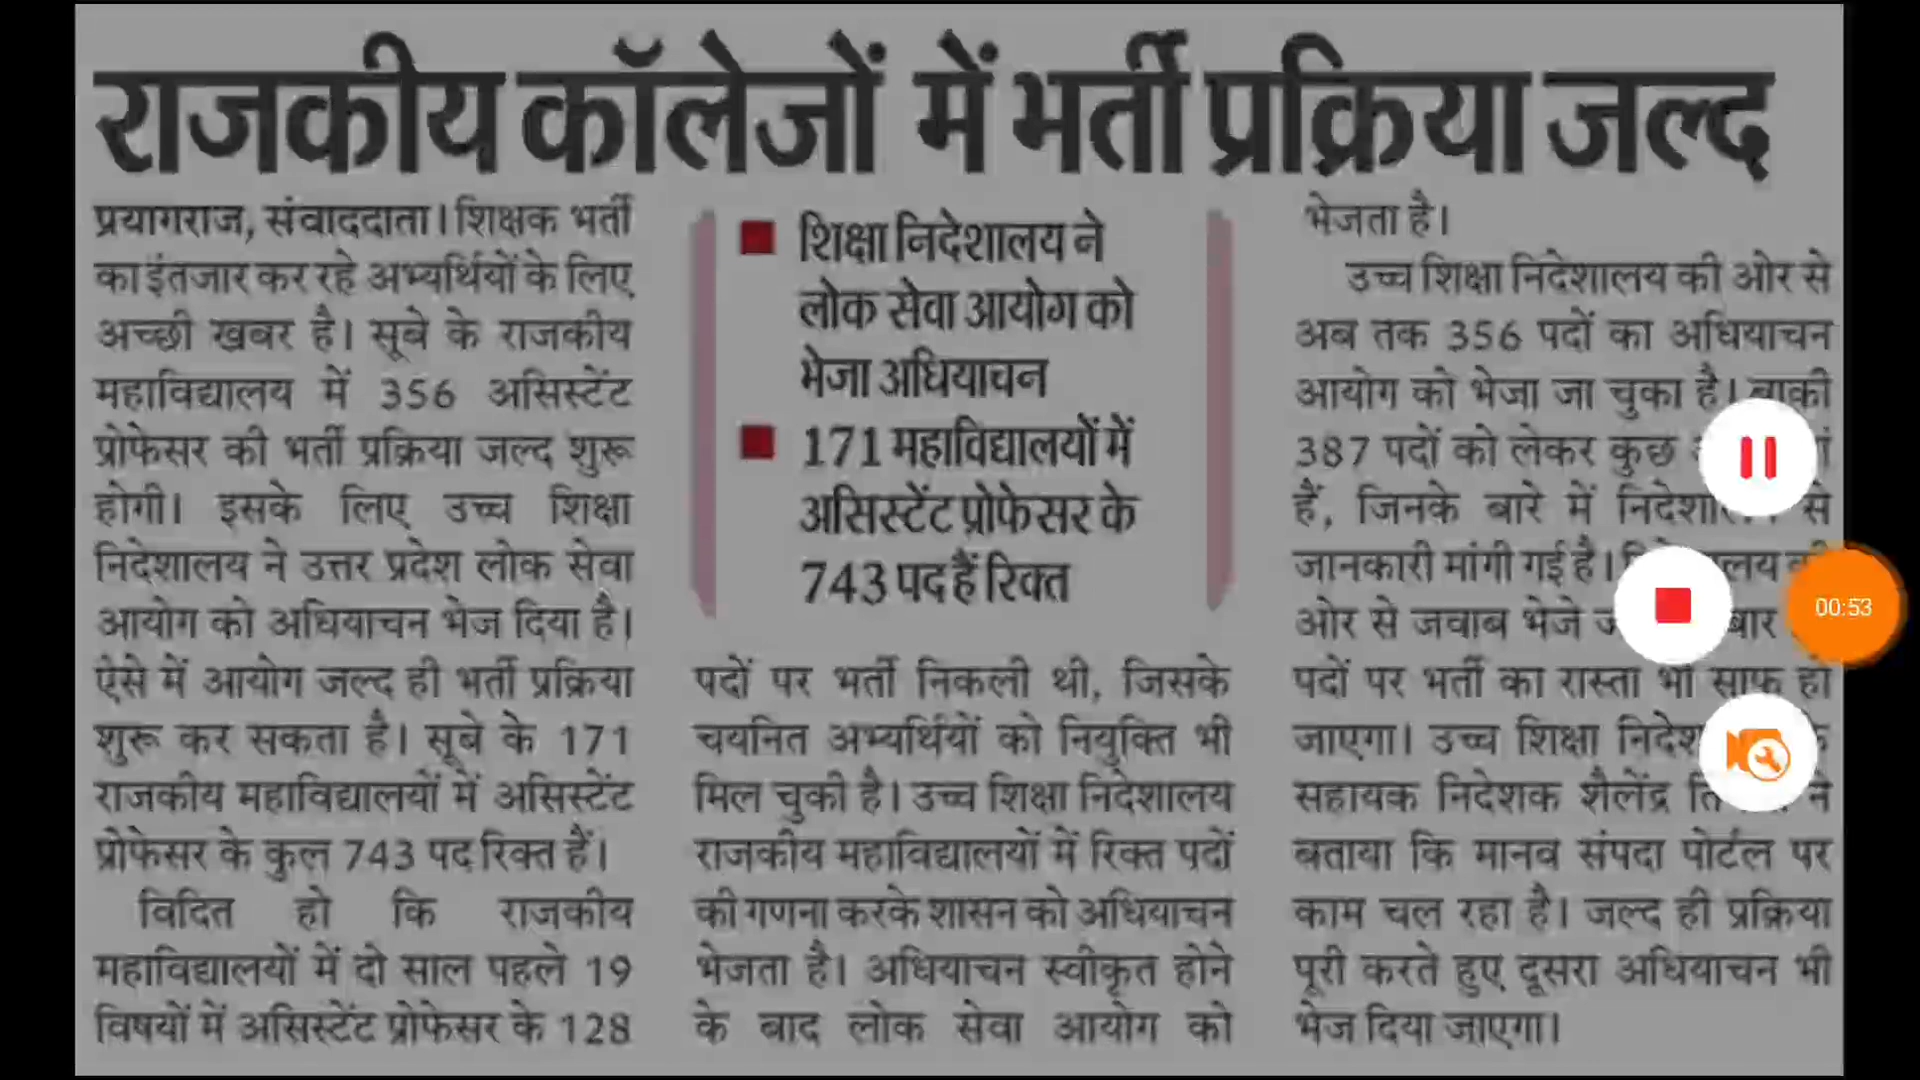 राजकीय कॉलेजों में भर्ती प्रक्रिया जल्द
प्रयागराज, संवाददाता। शिक्षक भर्ती
का इंतजार कर रहे अभ्यर्थियों के लिए
अच्छी खबर है। सूबे के राजकीय
महाविद्यालय में 356 असिस्टेंट
प्रोफेसर की भर्ती प्रक्रिया जल्द शुरू
होगी। इसके लिए उच्च शिक्षा
निदेशालय ने उत्तर प्रदेश लोक सेवा
आयोग को अधियाचन भेज दिया है।
ऐसे में आयोग जल्द ही भर्ती प्रक्रिया
शुरू कर सकता है। सूबे के 171
राजकीय महाविद्यालयों में असिस्टेंट
प्रोफेसर के कुल 743 पद रिक्त हैं।
विदित हो कि राजकीय
महाविद्यालयों में दो साल पहले 19
विषयों में असिस्टेंट प्रोफेसर के 128
शिक्षा निदेशालय ने
लोक सेवा आयोग को
भेजा अधियाचन
171 महाविद्यालयों में
असिस्टेंट प्रोफेसर के
743 पद हैं रिक्त
पदों पर भर्ती निकली थी, जिसके
चयनित अभ्यर्थियों को नियुक्ति भी
मिल चुकी है। उच्च शिक्षा निदेशालय
राजकीय महाविद्यालयों में रिक्त पदों
की गणना करके शासन को अधियाचन
भेजता है। अधियाचन स्वीकृत होने
के बाद लोक सेवा आयोग को
भेजता है।
उच्च शिक्षा निदेशालय की ओर से
अब तक 356 पदों का अधियाचन
आयोग को भेजा जा चुका है। बाकी
387 पदों को लेकर कुछ
हैं, जिनके बारे में से
जानकारी मांगी गई है।
ओर से जवाब भेजे
पदों पर भर्ती का रास्ता भी साफ हो
जाएगा। उच्च शिक्षा
सहायक निदेशक शैलेंद्र ने
बताया कि मानव संपदा पोर्टल पर
काम चल रहा है। जल्द ही प्रक्रिया
पूरी करते हुए दूसरा अधियाचन भी
भेज दिया जाएगा।
00:53